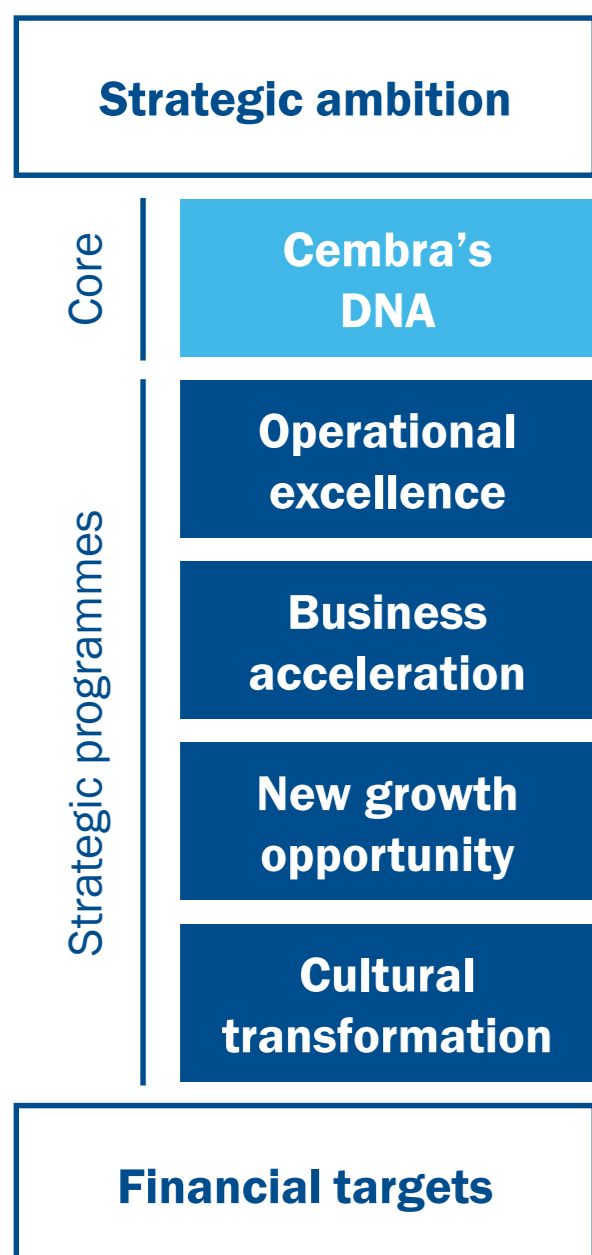 Strategic ambition
Core
Cembra’s
DNA
Strategic programmes
Operational
excellence
Business
acceleration
New growth
opportunity
Cultural
transformation
Financial targets